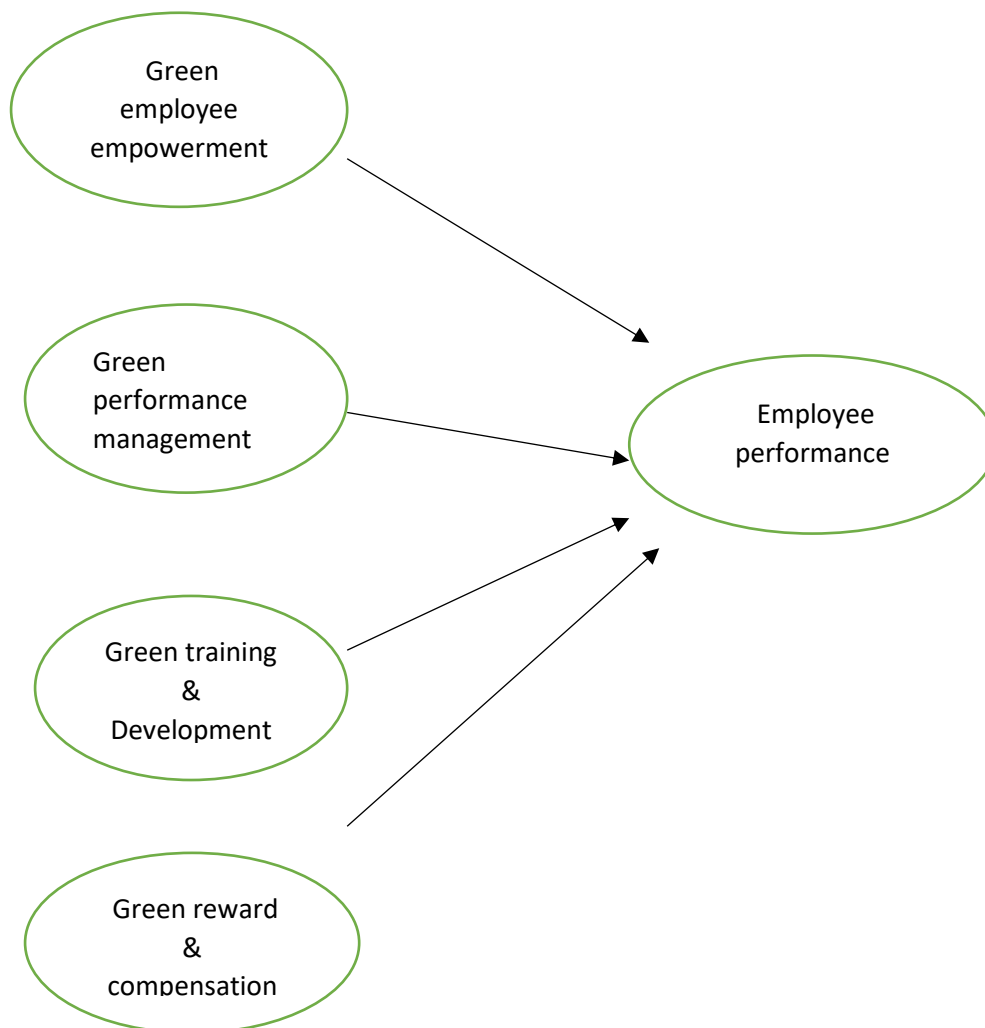 Green
employee
empowerment
Green
performance
management
Employee
performance
Green training
&
Development
Green reward
&
compensation